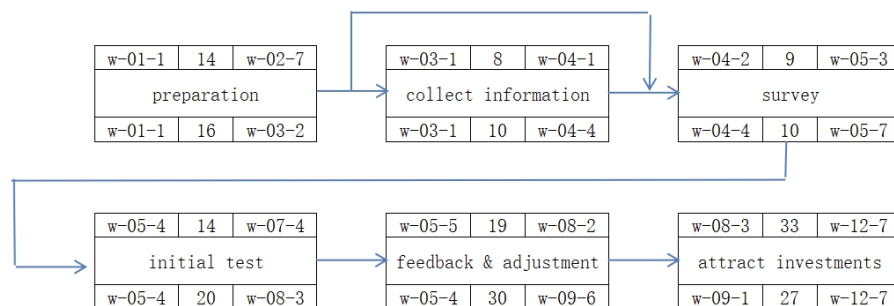 w-01-1 14 w-02-7 w-03-1 8 w-04-1 w-04-2 9 w-05-3
preparation collect information survey
w-01-1 16 w-03-2 w-03-1 10 w-04-4 w-04-4 10 w-05-7
w-05-4 14 w-07-4 w-05-5 19 w-08-2 w-08-3 33 w-12-7
initial test feedback & adjustment attract investments
w-05-4 20 w-08-3 w-05-4 30 w-09-6 w-09-1 27 w-12-7